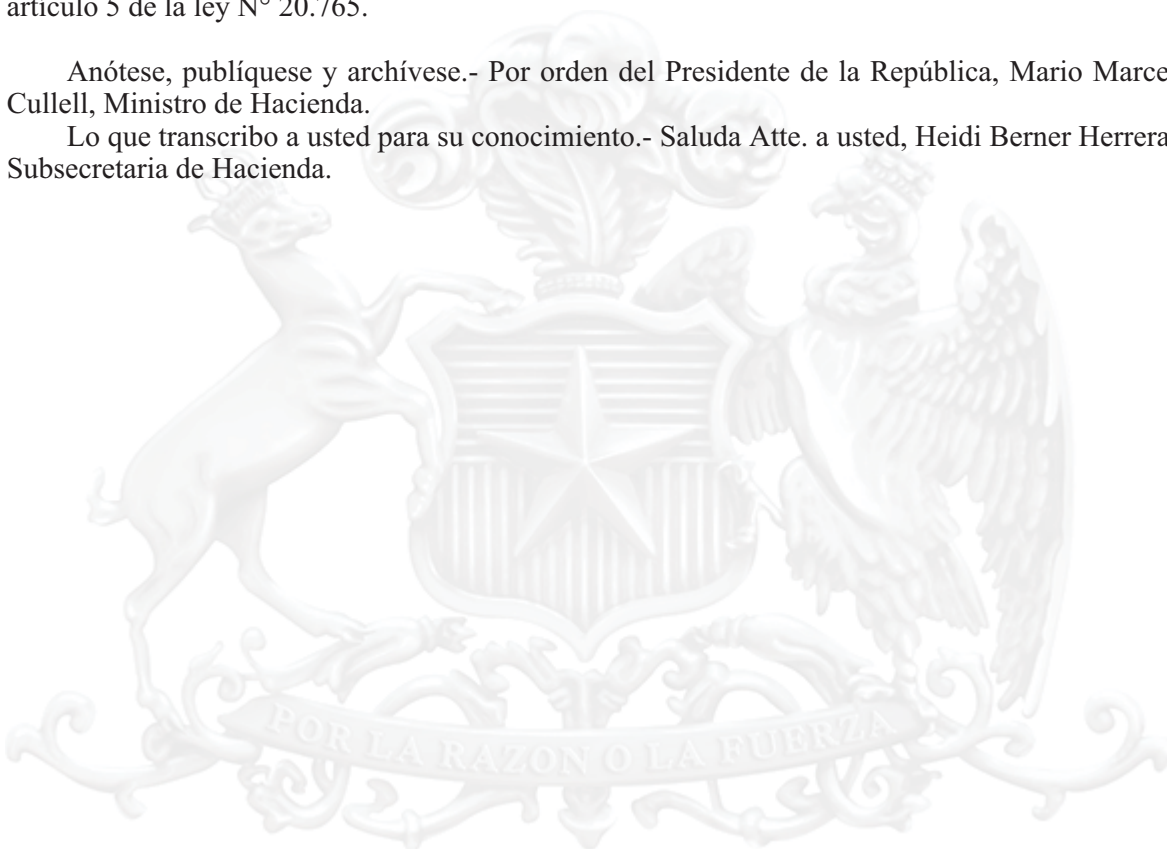 artículo 5 de la ley N° 20.765.
Anótese, publíquese y archívese.- Por orden del Presidente de la República, Mario Marce
Cullell, Ministro de Hacienda.
Lo que transcribo a usted para su conocimiento.- Saluda Atte. a usted, Heidi Berner Herrera
Subsecretaria de Hacienda.
POR LA RAZON O LA FUERZA